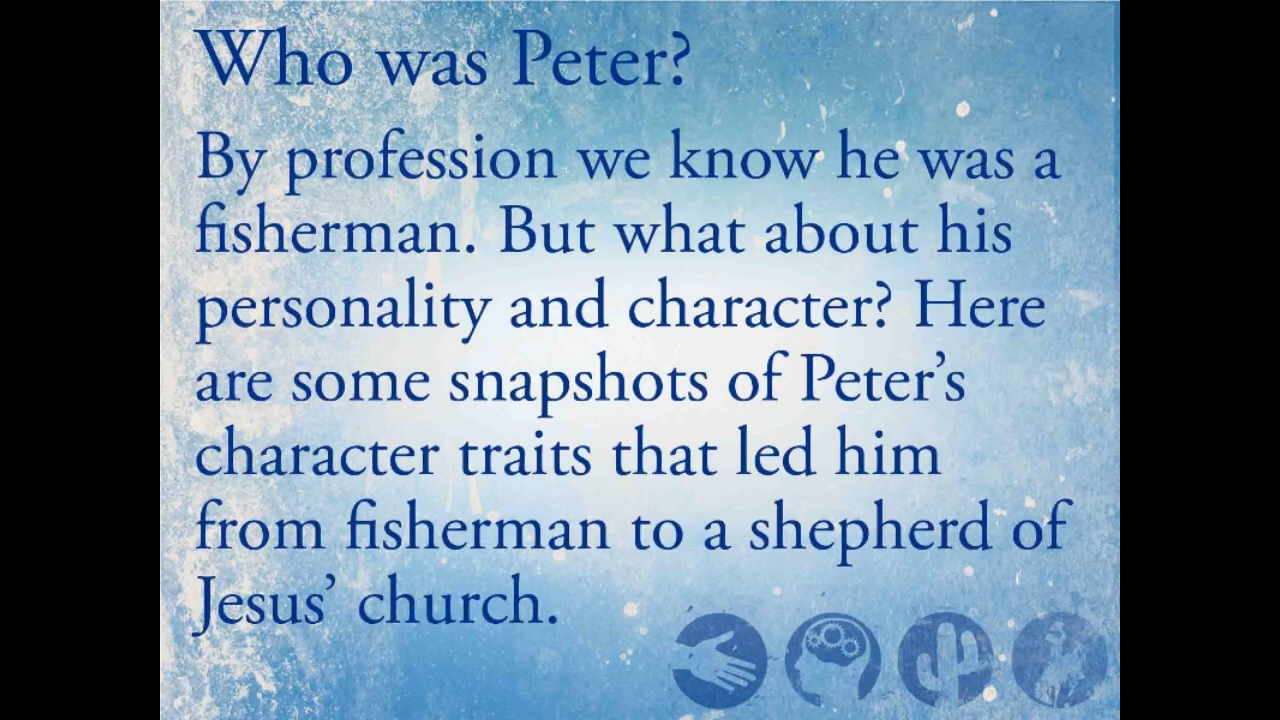 Who was Peter?
By profession we know he was a
fisherman. But what about his
personality and character? Here
are some snapshots of Peter’s
character traits that led him
from fisherman to a shepherd of
Jesus’ church.